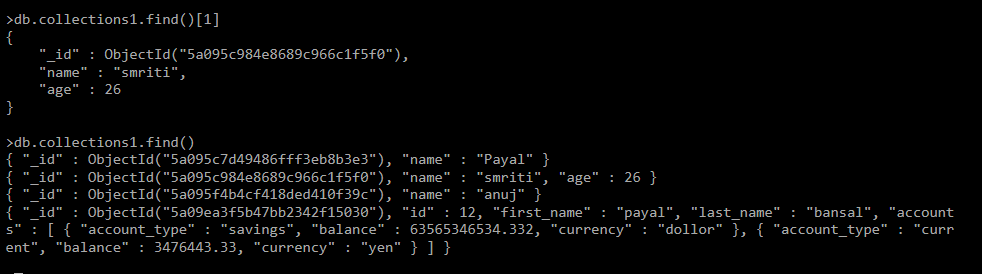 >db.collections1.find()[1]
{
    "_id" : ObjectId("5a095c984e8689c966c1f5f0"),
    "name" : "smriti",
    "age" : 26
}
>db.collections1.find()
{ "_id" : ObjectId("5a095c7d49486fff3eb8b3e3"), "name" : "Payal" }
{ "_id" : ObjectId("5a095c984e8689c966c1f5f0"), "name" : "smriti", "age" : 26 }
{ "_id" : ObjectId("5a095f4b4cf418ded410f39c"), "name" : "anuj" }
{ "_id" : ObjectId("5a09ea3f5b47bb2342f15030"), "id" : 12, "first_name" : "payal", "last_name" : "bansal", "account
s" : [ { "account_type" : "savings", "balance" : 63565346534.332, "currency" : "dollor" }, { "account_type" : "curr
ent", "balance" : 3476443.33, "currency" : "yen" } ] }